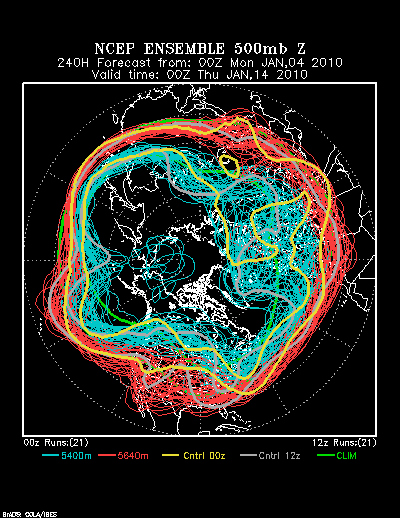 NCEP ENSEMBLE 500mb Z
240H Forecast from: 00Z Mon JAN,04 2010
Valid time: 00Z Thu JAN,14 2010
00z Runs:(21) 12z Runs:(21)
5400m 5640m Cntrl 00z Cntrl 12z CLIM
GrADS: COLA/IGES